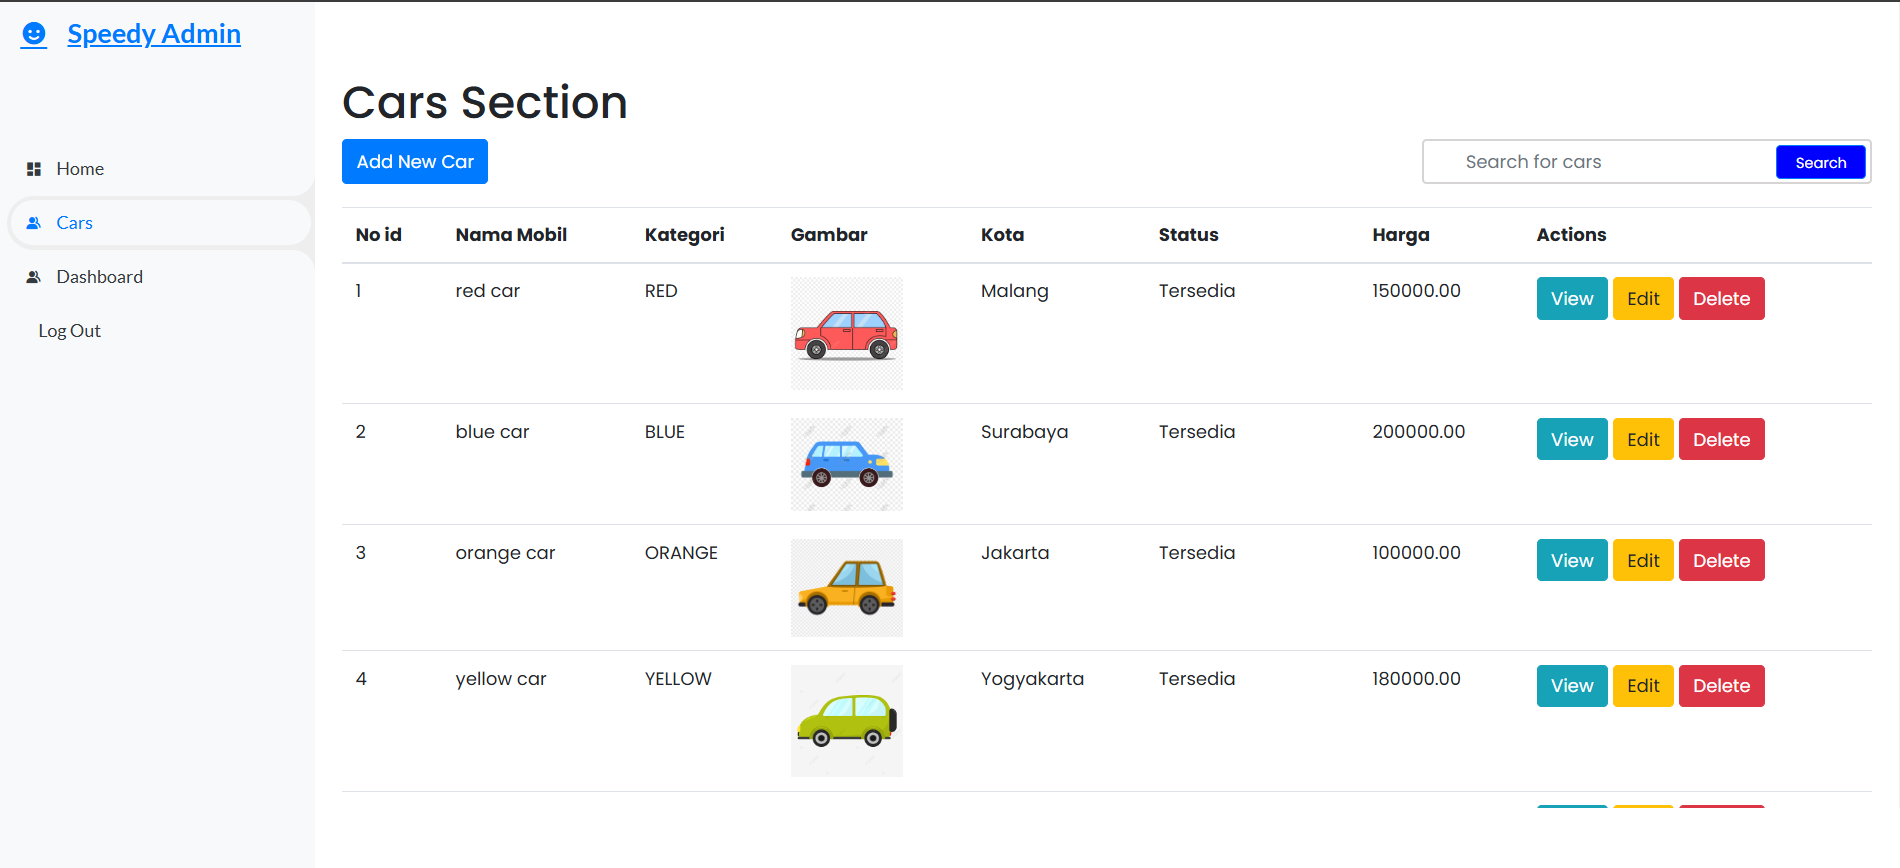 Speedy Admin
Home
Cars
Dashboard
Log Out
Cars Section
Add New Car
Search for cars
Search
No id Nama Mobil Kategori Gambar Kota Status Harga Actions
1 red car RED Malang Tersedia 150000.00 View Edit Delete
2 blue car BLUE Surabaya Tersedia 200000.00 View Edit Delete
3 orange car ORANGE Jakarta Tersedia 100000.00 View Edit Delete
4 yellow car YELLOW Yogyakarta Tersedia 180000.00 View Edit Delete